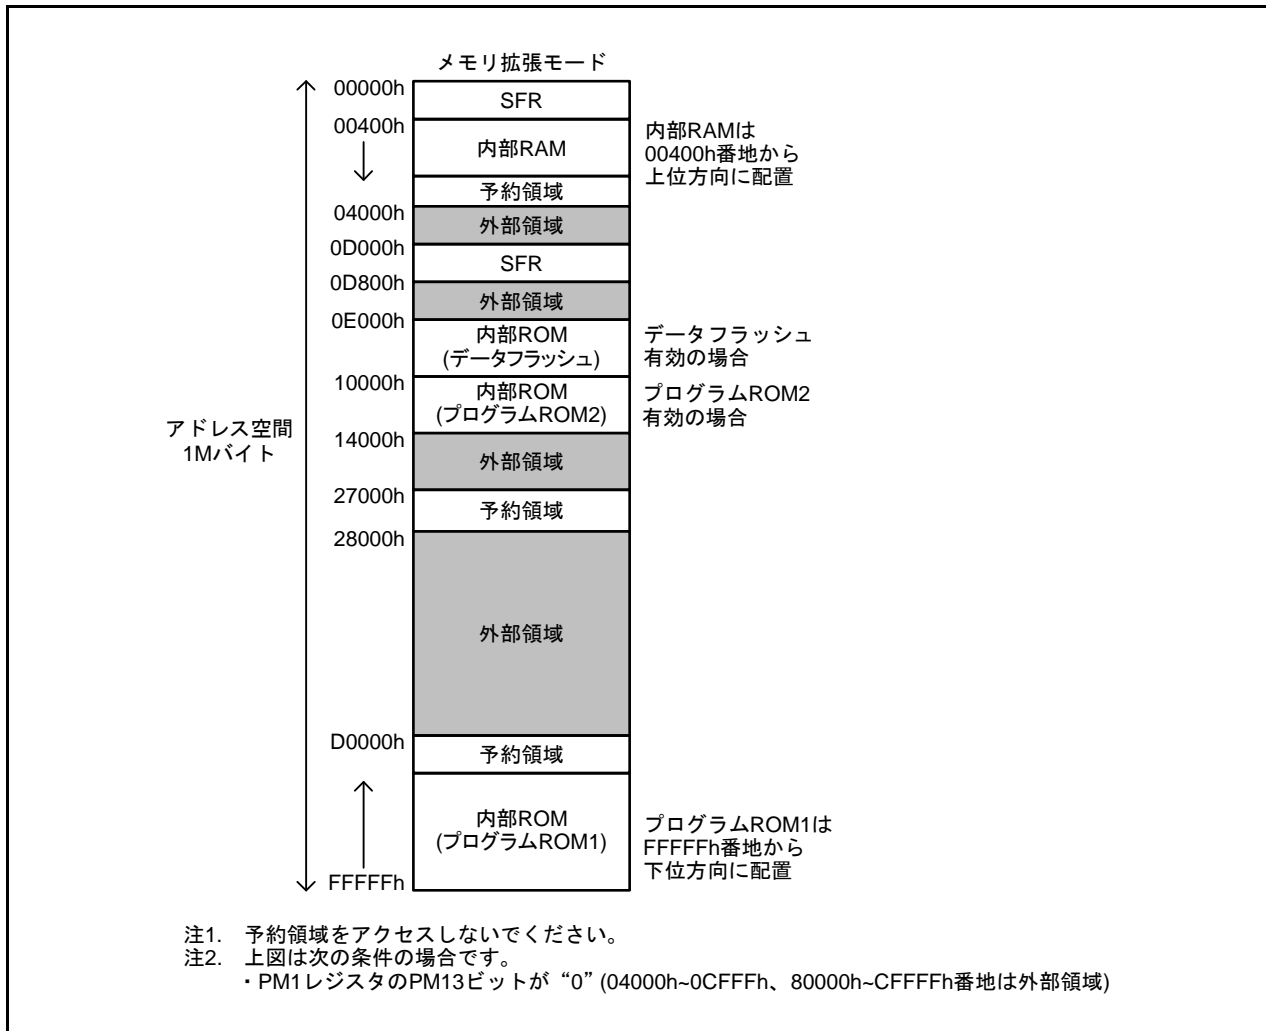 メモリ拡張モード
00000h
SFR
00400h
内部RAM
内部RAMは
00400h番地から
上位方向に配置
予約領域
04000h
外部領域
0D000h
SFR
0D800h
外部領域
0E000h
内部ROM
(データフラッシュ)
データフラッシュ
有効の場合
10000h
内部ROM
(プログラムROM2)
プログラムROM2
有効の場合
アドレス空間
1Mバイト
14000h
外部領域
27000h
予約領域
28000h
外部領域
D0000h
予約領域
内部ROM
(プログラムROM1)
プログラムROM1は
FFFFFh番地から
下位方向に配置
FFFFFh
注1. 予約領域をアクセスしないでください。
注2. 上図は次の条件の場合です。
・PM1レジスタのPM13ビットが “0” (04000h~0CFFFh、80000h~CFFFFh番地は外部領域)